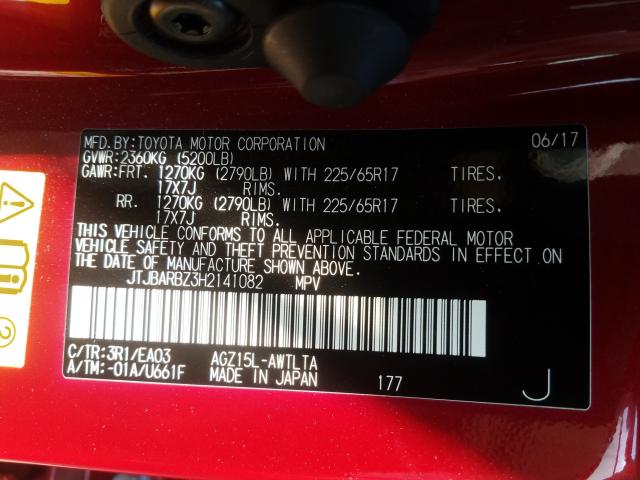 MFD.BY:TOYOTA MOTOR CORPORATION 06/17
GVWR:2360KG (5200LB)
GAWR:FRT. 1270KG (2790LB) WITH 225/65R17 TIRES,
17X7J RIMS.
RR. 1270KG (2790LB) WITH 225/65R17 TIRES,
17X7J RIMS.
THIS VEHICLE CONFORMS TO ALL APPLICABLE FEDERAL MOTOR
VEHICLE SAFETY AND THEFT PREVENTION STANDARDS IN EFFECT ON
THE DATE OF MANUFACTURE SHOWN ABOVE.
JTJBARBZ3H2141082 MPV
C/TR:3R1/EA03 AGZ15L-AWTLTA
A/TM:-01A/U661F MADE IN JAPAN 177 J